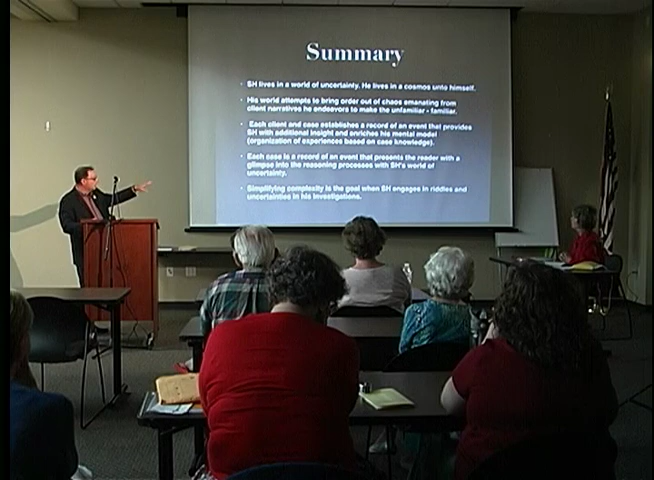 Summary
SH lives in a world of uncertainty. He lives in a cosmos unto himself.
His world attempts to bring order out of chaos emanating from
client narratives he endeavors to make the unfamiliar - familiar.
Each client and case establishes a record of an event that provides
SH with additional insight and enriches his mental model
(organization of experiences based on case knowledge).
Each case is a record of an event that presents the reader with a
glimpse into the reasoning processes with SH's world of
uncertainty.
Simplifying complexity is the goal when SH engages in riddles and
uncertainties in his investigations.